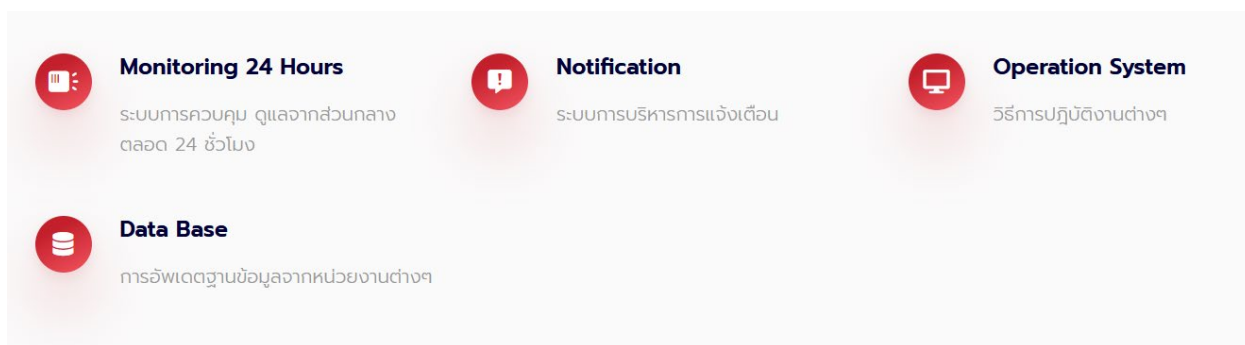 Monitoring 24 Hours
ระบบการควบคุม ดูแลจากส่วนกลาง
ตลอด 24 ชั่วโมง
Notification
ระบบการบริหารการแจ้งเตือน
Operation System
วิธีการปฎิบัติงานต่างๆ
Data Base
การอัพเดตฐานข้อมูลจากหน่วยงานต่างๆ